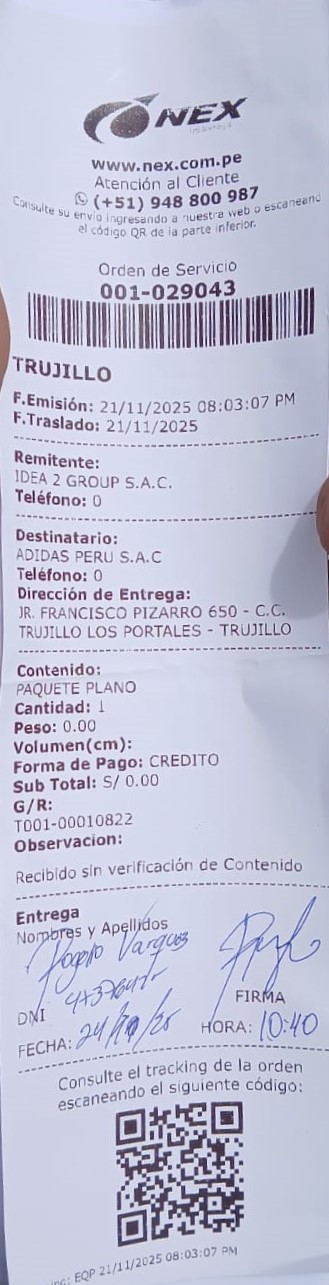 NEX
www.nex.com.pe
Atención al Cliente
(+51) 948 800 987
Consulte su envío ingresando a nuestra web o escaneando
el código QR de la parte inferior.
Orden de Servicio
001-029043
TRUJILLO
F.Emisión: 21/11/2025 08:03:07 PM
F.Traslado: 21/11/2025
Remitente:
IDEA 2 GROUP S.A.C.
Teléfono: 0
Destinatario:
ADIDAS PERU S.A.C
Teléfono: 0
Dirección de Entrega:
JR. FRANCISCO PIZARRO 650 - C.C.
TRUJILLO LOS PORTALES - TRUJILLO
Contenido:
PAQUETE PLANO
Cantidad: 1
Peso: 0.00
Volumen(cm):
Forma de Pago: CREDITO
Sub Total: S/ 0.00
G/R:
T001-00010822
Observacion:
Recibido sin verificación de Contenido
Entrega
Nombres y Apellidos
Vargas
DNI
FIRMA
FECHA: HORA: 10:40
Consulte el tracking de la orden
escaneando el siguiente código:
EQP 21/11/2025 08:03:07 PM